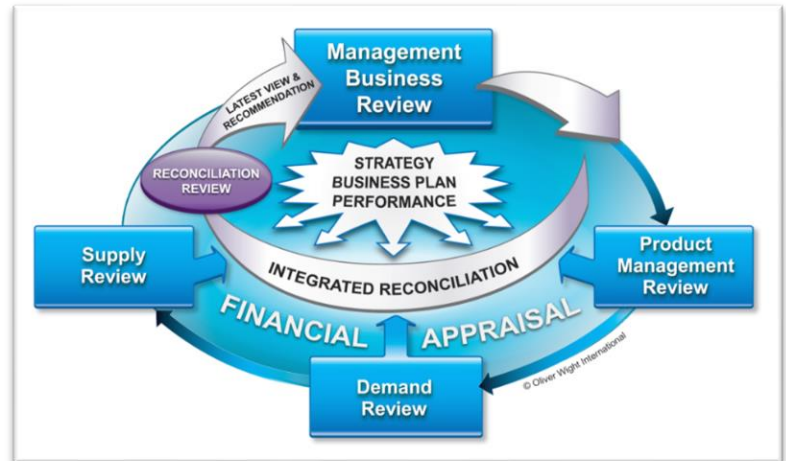 Management
Business
Review
LATEST VIEW &
RECOMMENDATION
RECONCILIATION
REVIEW
STRATEGY
BUSINESS PLAN
PERFORMANCE
Supply
Review
Product
Management
Review
INTEGRATED RECONCILIATION
FINANCIAL APPRAISAL
Demand
Review
© Oliver Wight International